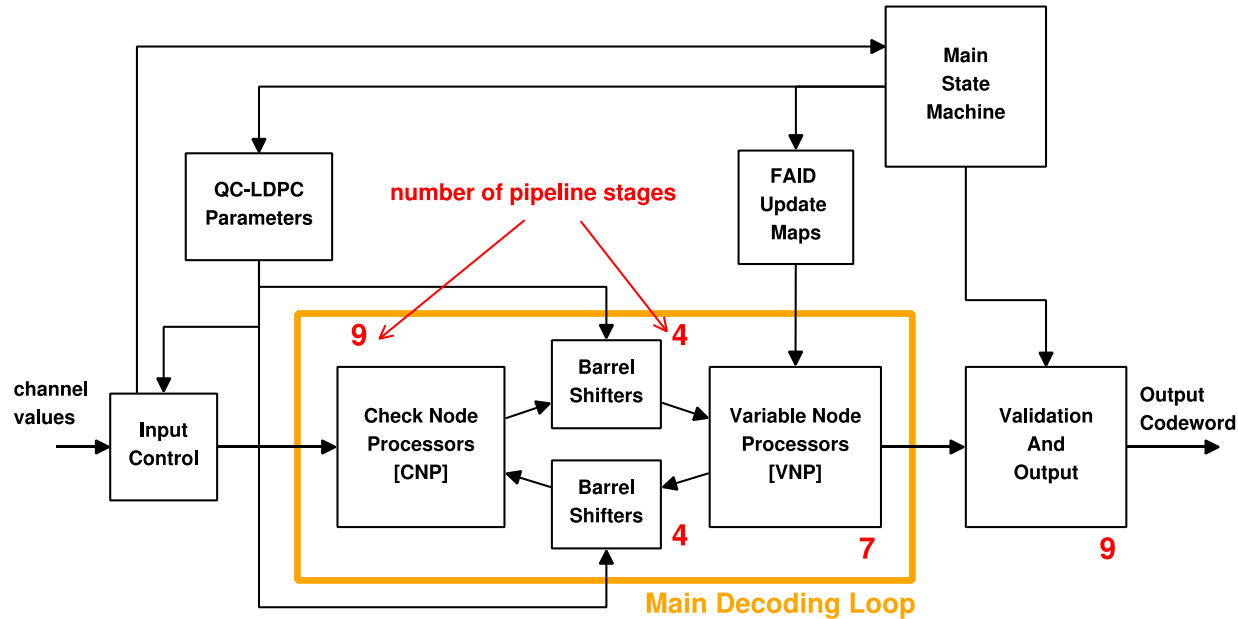 Main
State
Machine
QC-LDPC
Parameters
number of pipeline stages
FAID
Update
Maps
9
4
channel
values
Input
Control
Check Node
Processors
[CNP]
Barrel
Shifters
Barrel
Shifters
4
Variable Node
Processors
[VNP]
7
Validation
And
Output
9
Output
Codeword
Main Decoding Loop